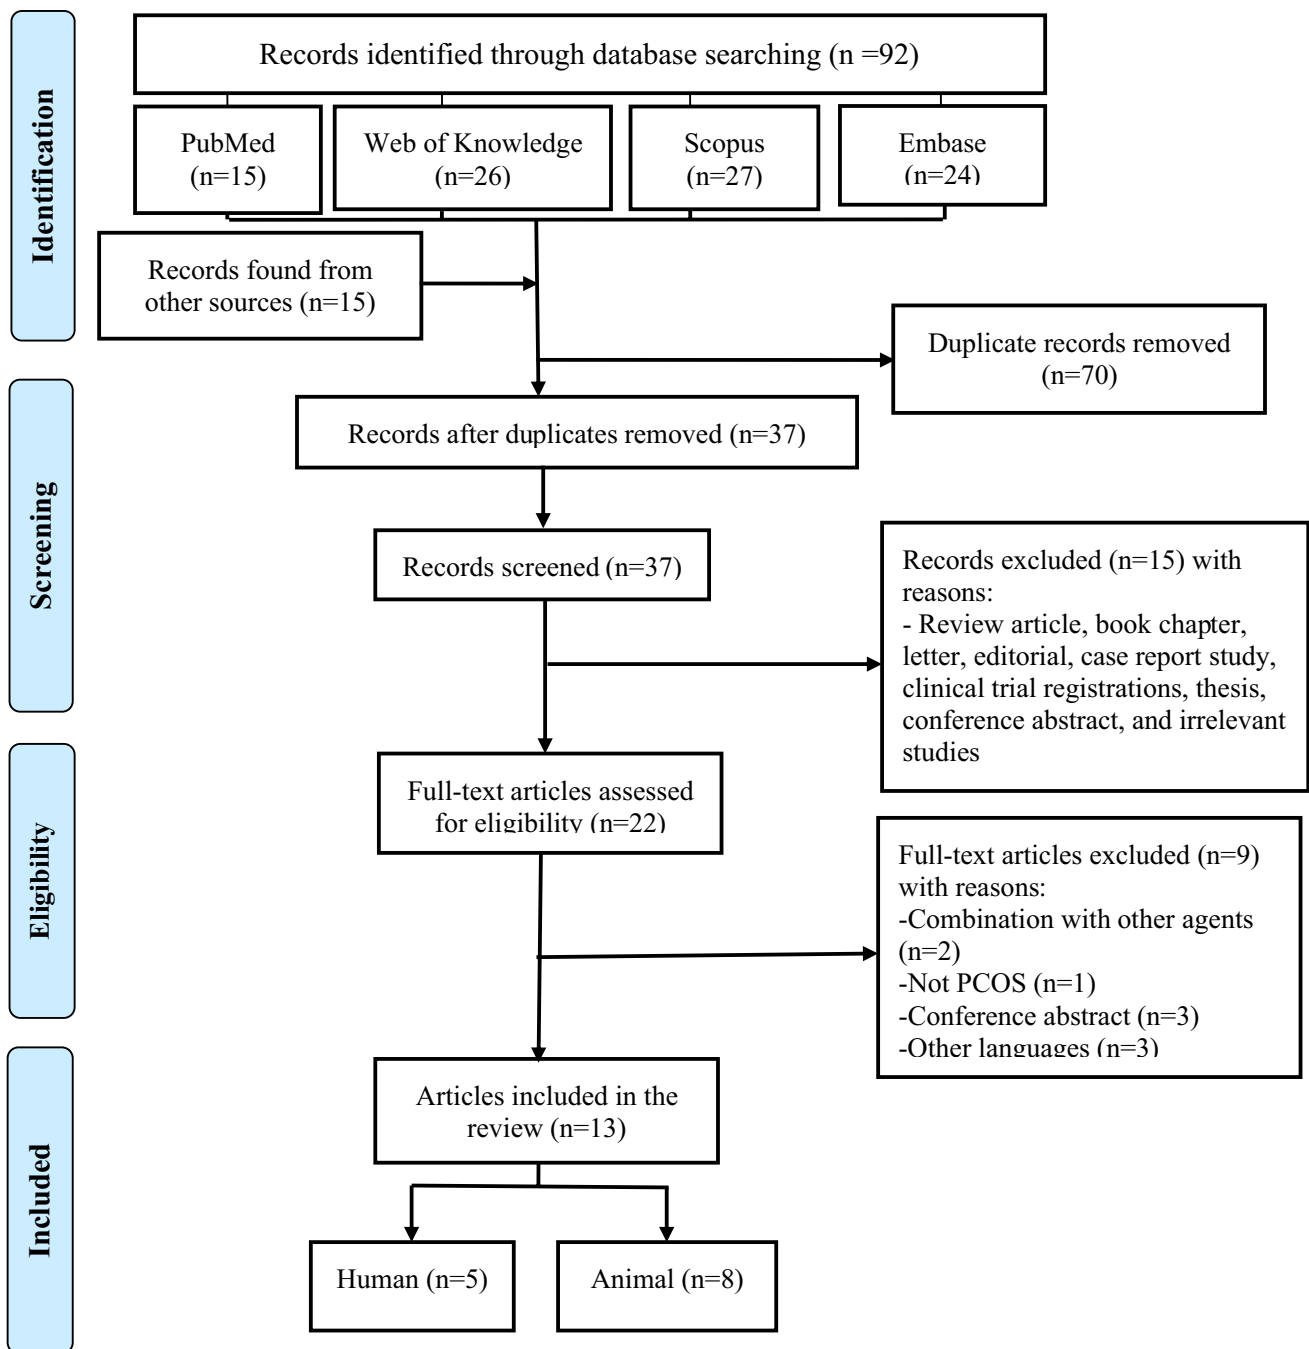 Identification
Records identified through database searching (n =92)
PubMed
(n=15)
Web of Knowledge
(n=26)
Scopus
(n=27)
Embase
(n=24)
Records found from
other sources (n=15)
Duplicate records removed
(n=70)
Screening
Records after duplicates removed (n=37)
Records screened (n=37)
Records excluded (n=15) with
reasons:
- Review article, book chapter,
letter, editorial, case report study,
clinical trial registrations, thesis,
conference abstract, and irrelevant
studies
Eligibility
Full-text articles assessed
for eligibility (n=22)
Full-text articles excluded (n=9)
with reasons:
-Combination with other agents
(n=2)
-Not PCOS (n=1)
-Conference abstract (n=3)
-Other languages (n=3)
Included
Articles included in the
review (n=13)
Human (n=5)
Animal (n=8)